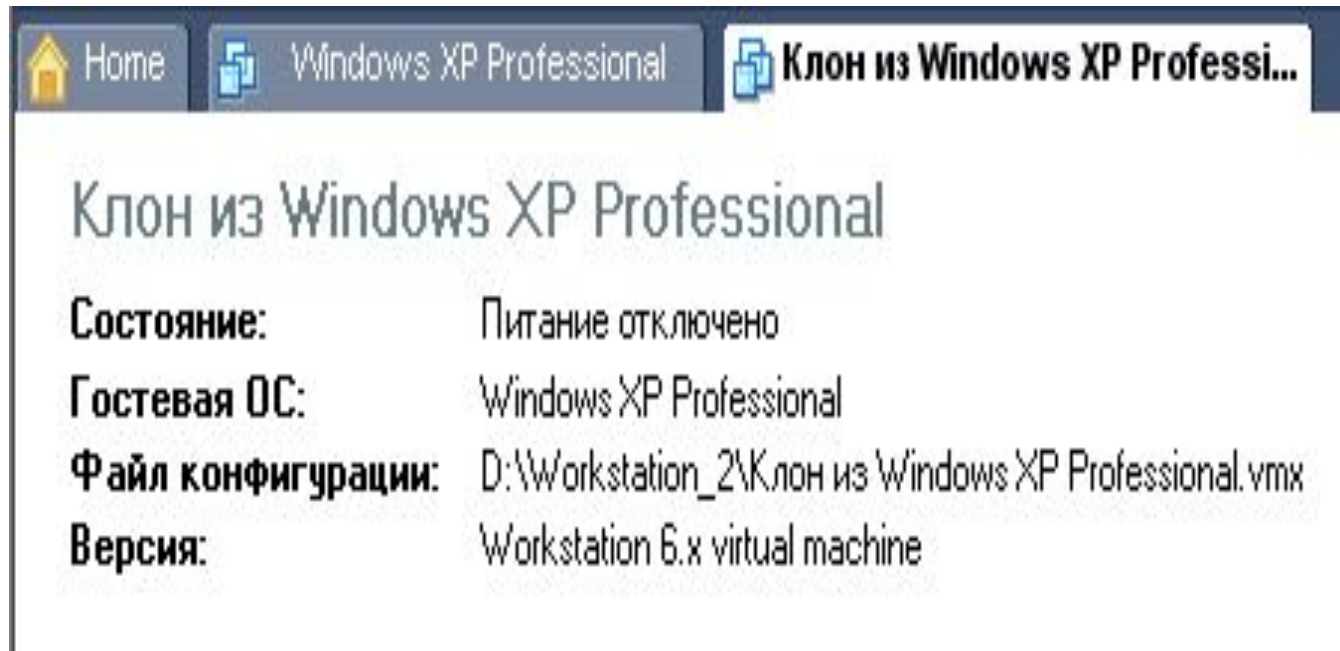 Home Windows XP Professional Клон из Windows XP Professi...
Клон из Windows XP Professional
Состояние: Питание отключено
Гостевая ОС: Windows XP Professional
Файл конфигурации: D:\Workstation_2\Клон из Windows XP Professional.vmx
Версия: Workstation 6.x virtual machine